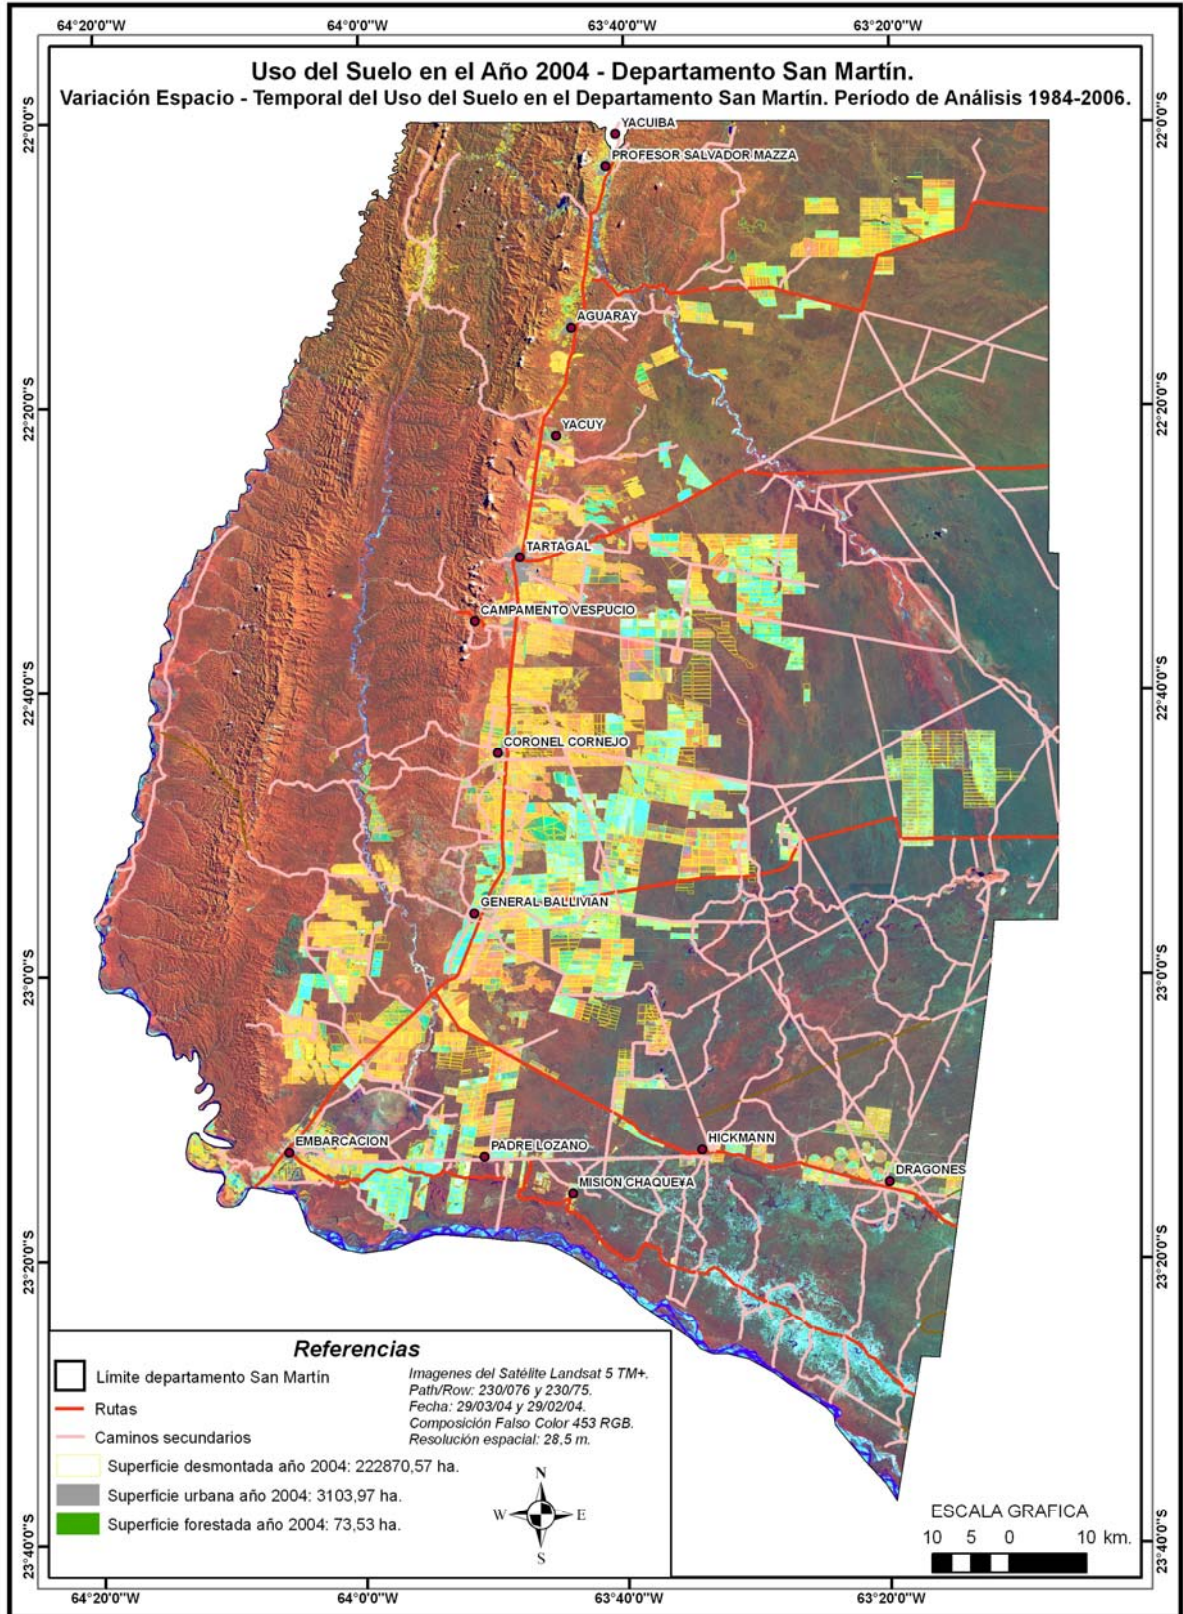 64°20'0"W 64°0'0"W 63°40'0"W 63°20'0"W
Uso del Suelo en el Año 2004 - Departamento San Martín.
Variación Espacio - Temporal del Uso del Suelo en el Departamento San Martín. Período de Análisis 1984-2006.
22°0'0"S 22°0'0"S
YACUIBA
PROFESOR SALVADOR MAZZA
AGUARAY
22°20'0"S 22°20'0"S
YACUY
TARTAGAL
CAMPAMENTO VESPUCIO
22°40'0"S 22°40'0"S
CORONEL CORNEJO
GENERAL BALLIVIAN
23°0'0"S 23°0'0"S
EMBARCACION
PADRE LOZANO
HICKMANN
DRAGONES
MISION CHAQUE¥A
23°20'0"S 23°20'0"S
Referencias
Límite departamento San Martín
Rutas
Caminos secundarios
Superficie desmontada año 2004: 222870,57 ha.
Superficie urbana año 2004: 3103,97 ha.
Superficie forestada año 2004: 73,53 ha.
Imagenes del Satélite Landsat 5 TM+.
Path/Row: 230/076 y 230/75.
Fecha: 29/03/04 y 29/02/04.
Composición Falso Color 453 RGB.
Resolución espacial: 28,5 m.
N
W E
S
ESCALA GRAFICA
10 5 0 10 km.
23°40'0"S 23°40'0"S
64°20'0"W 64°0'0"W 63°40'0"W 63°20'0"W